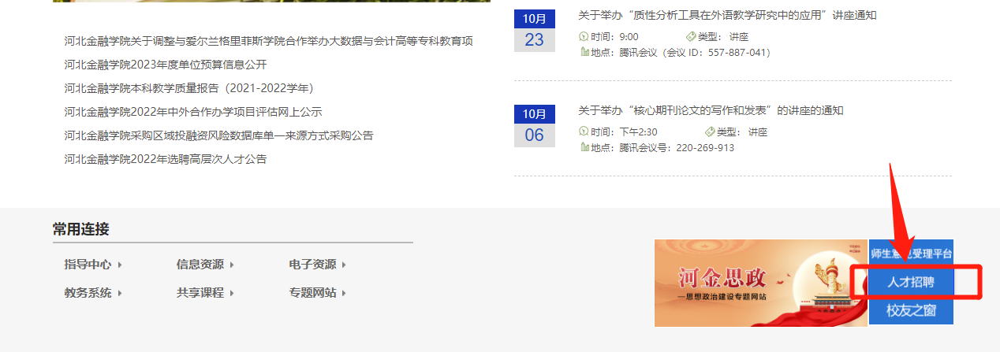 河北金融学院关于调整与爱尔兰格里菲斯学院合作举办大数据与会计高等专科教育项
河北金融学院2023年度单位预算信息公开
河北金融学院本科教学质量报告（2021-2022学年）
河北金融学院2022年中外合作办学项目评估网上公示
河北金融学院采购区域投融资风险数据库单一来源方式采购公告
河北金融学院2022年选聘高层次人才公告
10月
23
关于举办“质性分析工具在外语教学研究中的应用”讲座通知
时间：9:00 类型：讲座
地点：腾讯会议（会议 ID：557-887-041）
10月
06
关于举办“核心期刊论文的写作和发表”的讲座的通知
时间：下午2:30 类型：讲座
地点：腾讯会议号：220-269-913
常用连接
指导中心 信息资源 电子资源
教务系统 共享课程 专题网站
河金思政
—思想政治建设专题网站
师生意见受理平台
人才招聘
校友之窗